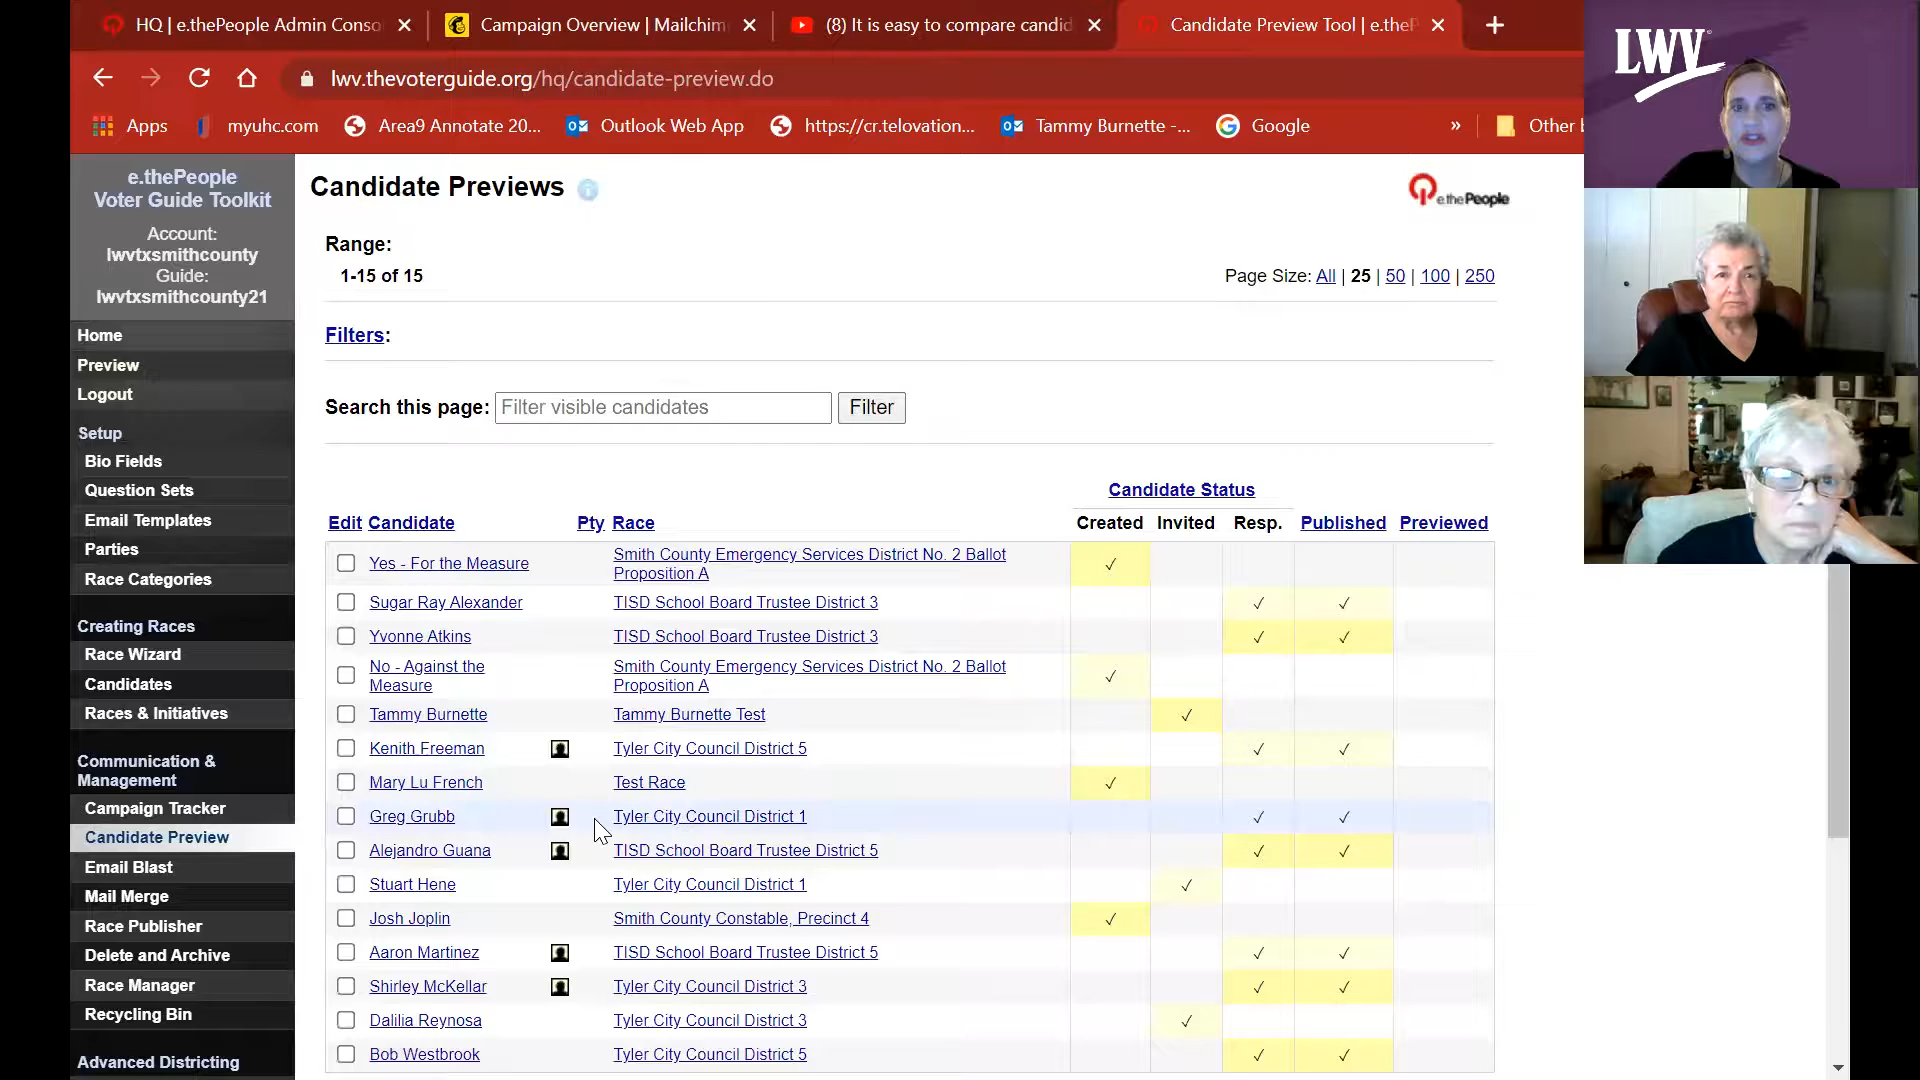 HQ | e.thePeople Admin Conso
Campaign Overview | Mailchim
(8) It is easy to compare candid
Candidate Preview Tool | e.theP
lwv.thevoterguide.org/hq/candidate-preview.do
Apps
myuhc.com
Area9 Annotate 20...
Outlook Web App
https://cr.telovation...
Tammy Burnette -...
Google
»
Other b
LWV
e.thePeople
Voter Guide Toolkit
Account:
lwvtxsmithcounty
Guide:
lwvtxsmithcounty21
Home
Preview
Logout
Setup
Bio Fields
Question Sets
Email Templates
Parties
Race Categories
Creating Races
Race Wizard
Candidates
Races & Initiatives
Communication &
Management
Campaign Tracker
Candidate Preview
Email Blast
Mail Merge
Race Publisher
Delete and Archive
Race Manager
Recycling Bin
Advanced Districting
Candidate Previews
e.thePeople
Range:
1-15 of 15
Page Size: All | 25 | 50 | 100 | 250
Filters:
Search this page: Filter visible candidates Filter
Candidate Status
Edit Candidate Pty Race Created Invited Resp. Published Previewed
Yes - For the Measure Smith County Emergency Services District No. 2 Ballot
Proposition A ✓
Sugar Ray Alexander TISD School Board Trustee District 3 ✓ ✓
Yvonne Atkins TISD School Board Trustee District 3 ✓ ✓
No - Against the Smith County Emergency Services District No. 2 Ballot
Measure Proposition A ✓
Tammy Burnette Tammy Burnette Test ✓
Kenith Freeman Tyler City Council District 5 ✓ ✓
Mary Lu French Test Race ✓
Greg Grubb Tyler City Council District 1 ✓ ✓
Alejandro Guana TISD School Board Trustee District 5 ✓ ✓
Stuart Hene Tyler City Council District 1 ✓
Josh Joplin Smith County Constable, Precinct 4 ✓
Aaron Martinez TISD School Board Trustee District 5 ✓ ✓
Shirley McKellar Tyler City Council District 3 ✓ ✓
Dalilia Reynosa Tyler City Council District 3 ✓
Bob Westbrook Tyler City Council District 5 ✓ ✓